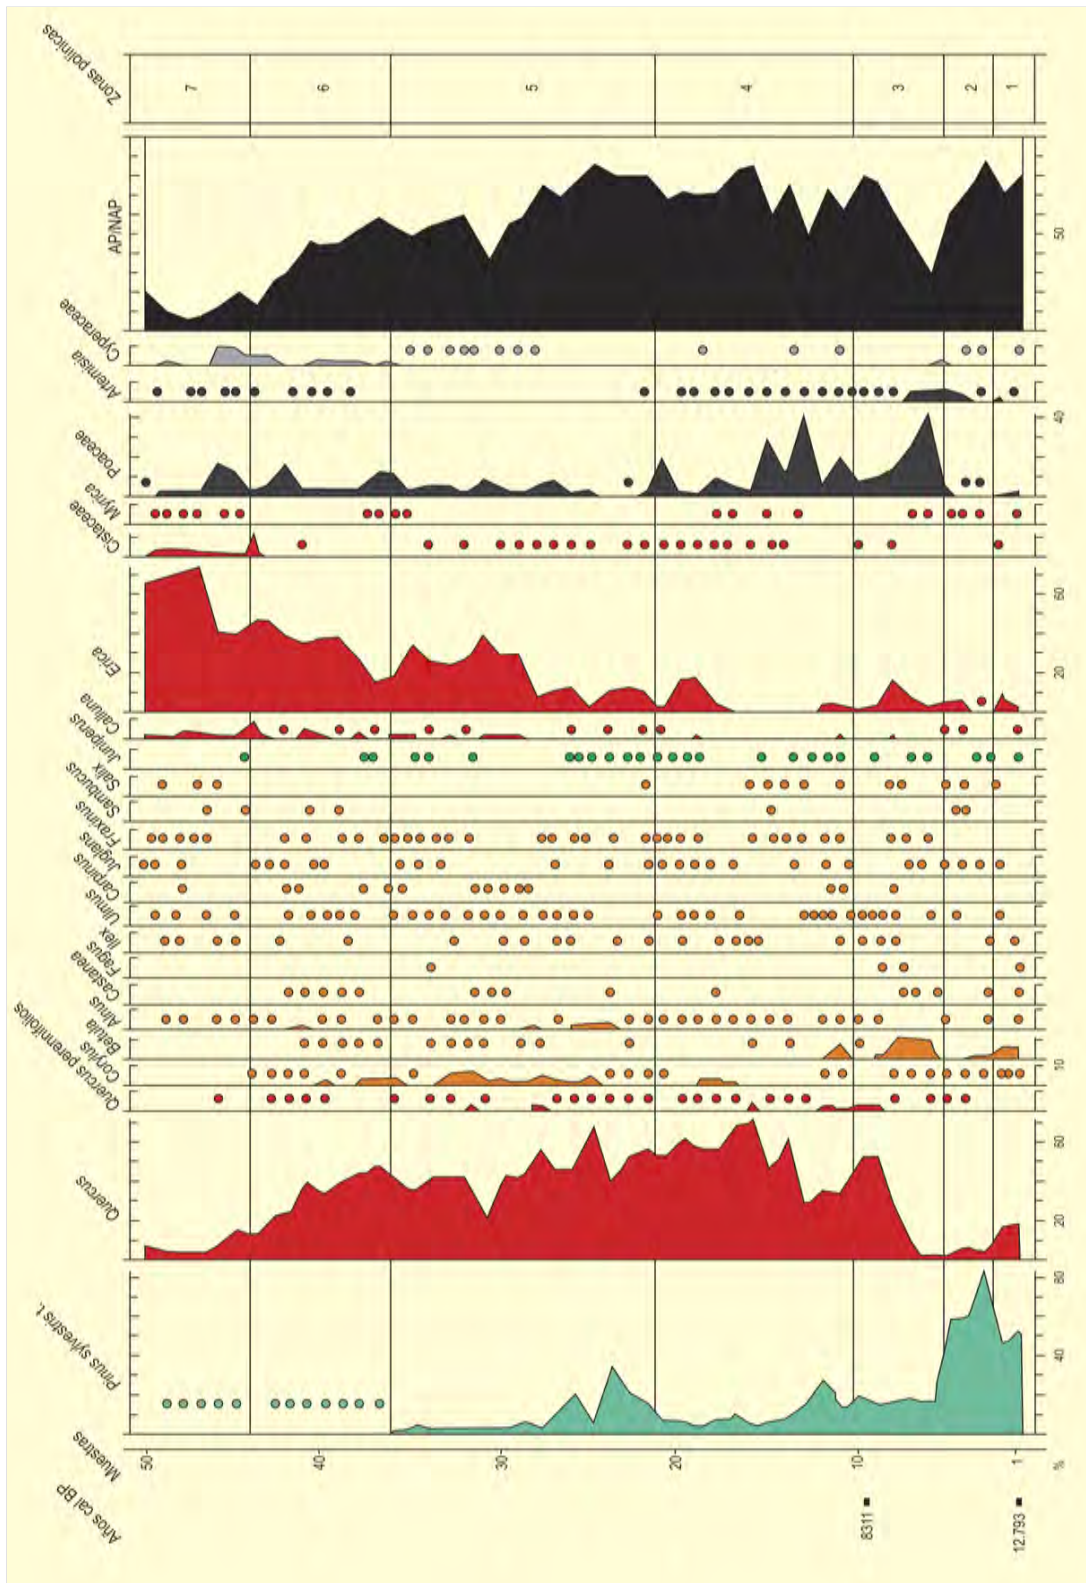 Años cal BP
Muestras
Pinus sylvestris t.
Quercus
Quercus perennifolios
Corylus
Betula
Alnus
Castanea
Fagus
Ilex
Ulmus
Carpinus
Juglans
Fraxinus
Sambucus
Salix
Juniperus
Calluna
Erica
Cistaceae
Myrica
Poaceae
Artemisia
Cyperaceae
AP/NAP
Zonas polínicas
50
7
40
6
30
5
20
4
10
8311
3
2
1
12.793
1
%
40
80
20
60
10
20
60
40
50